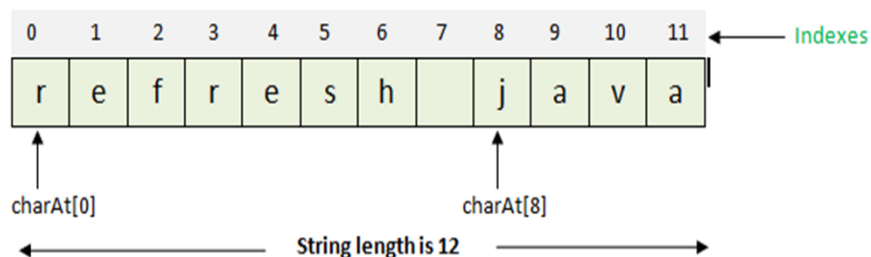 0 1 2 3 4 5 6 7 8 9 10 11 Indexes
r e f r e s h j a v a
charAt[0] charAt[8]
String length is 12